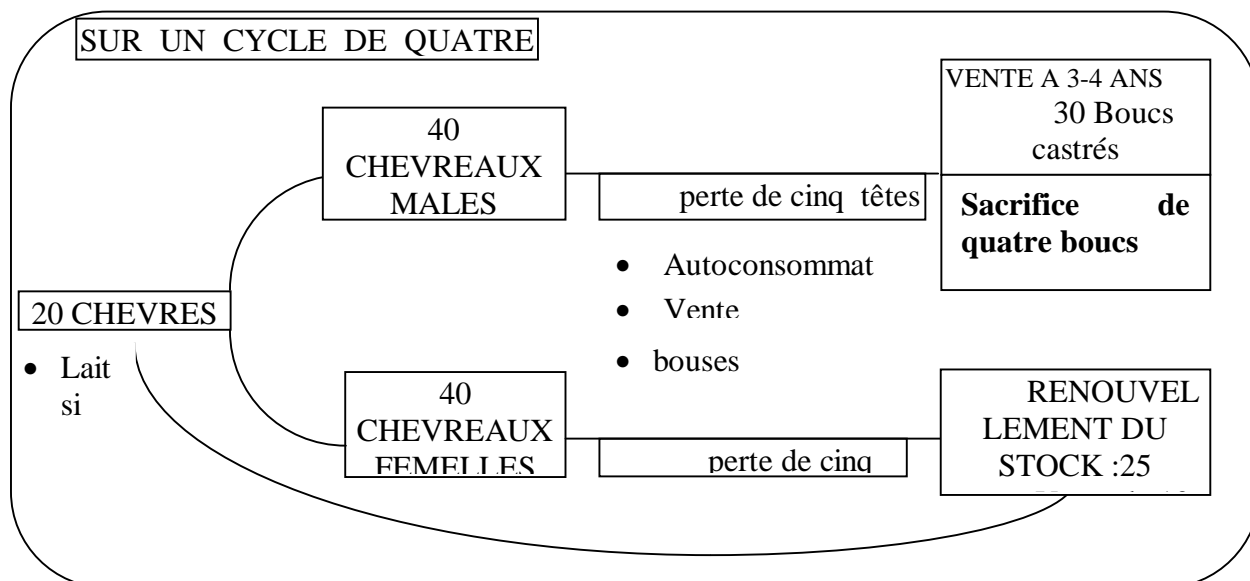 SUR UN CYCLE DE QUATRE
VENTE A 3-4 ANS
30 Boucs
castrés
Sacrifice de
quatre boucs
40
CHEVREAUX
MALES
perte de cinq têtes
• Autoconsommat
• Vente
• bouses
20 CHEVRES
• Lait
si
40
CHEVREAUX
FEMELLES
perte de cinq
RENOUVEL
LEMENT DU
STOCK :25